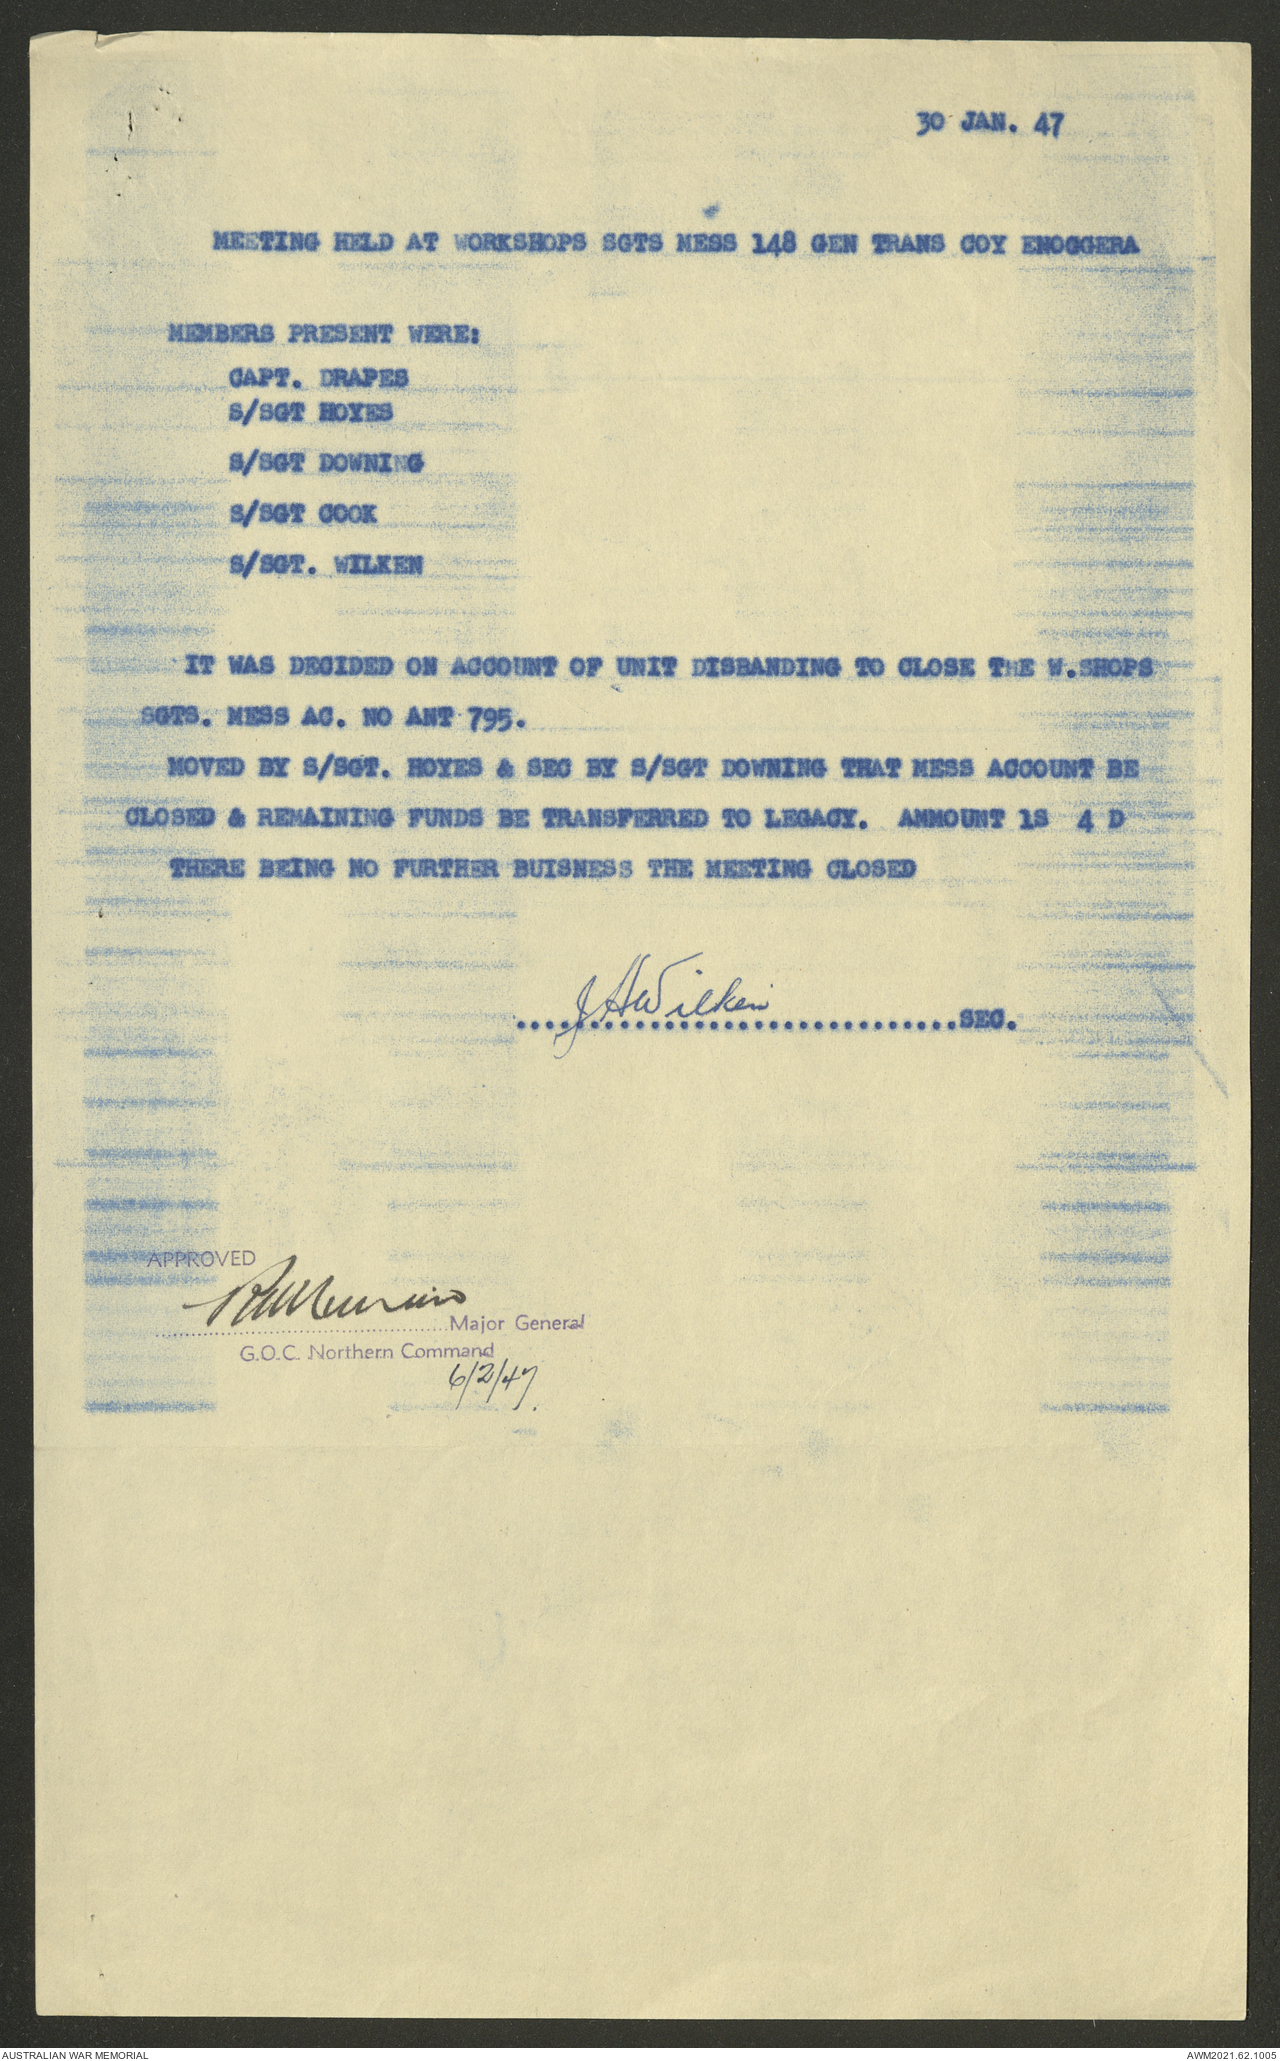 30 JAN. 47
MEETING HELD AT WORKSHOPS SGTS MESS 148 GEN TRANS COY ENOGGERA
MEMBERS PRESENT WERE:
CAPT. DRAPES
S/SGT HOYES
S/SGT DOWNING
S/SGT COOK
S/SGT. WILKEN
IT WAS DECIDED ON ACCOUNT OF UNIT DISBANDING TO CLOSE THE W.SHOPS
SGTS. MESS AC. NO ANT 795.
MOVED BY S/SGT. HOYES & SEC BY S/SGT DOWNING THAT MESS ACCOUNT BE
CLOSED & REMAINING FUNDS BE TRANSFERRED TO LEGACY. AMMOUNT 1S 4 D
THERE BEING NO FURTHER BUISNESS THE MEETING CLOSED
J H Wilken
SEC.
APPROVED
Major General
G.O.C. Northern Command
6/2/47.
AUSTRALIAN WAR MEMORIAL
AWM2021.62.1005